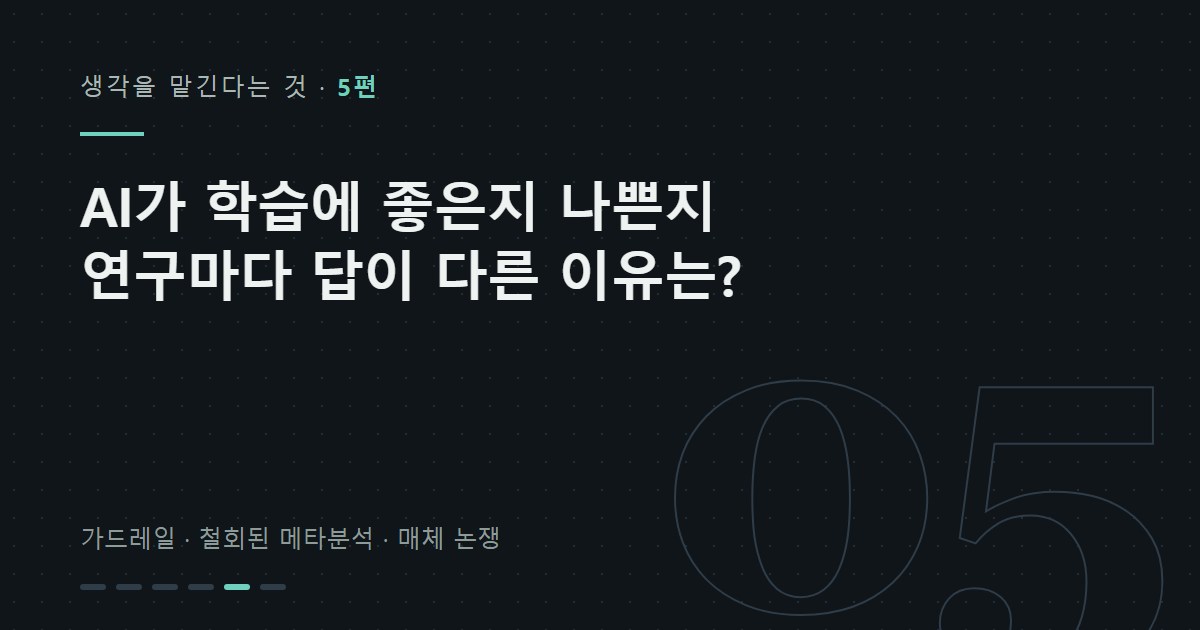 생각을 맡긴다는 것 · 5편
AI가 학습에 좋은지 나쁜지
연구마다 답이 다른 이유는?
가드레일 · 철회된 메타분석 · 매체 논쟁
05